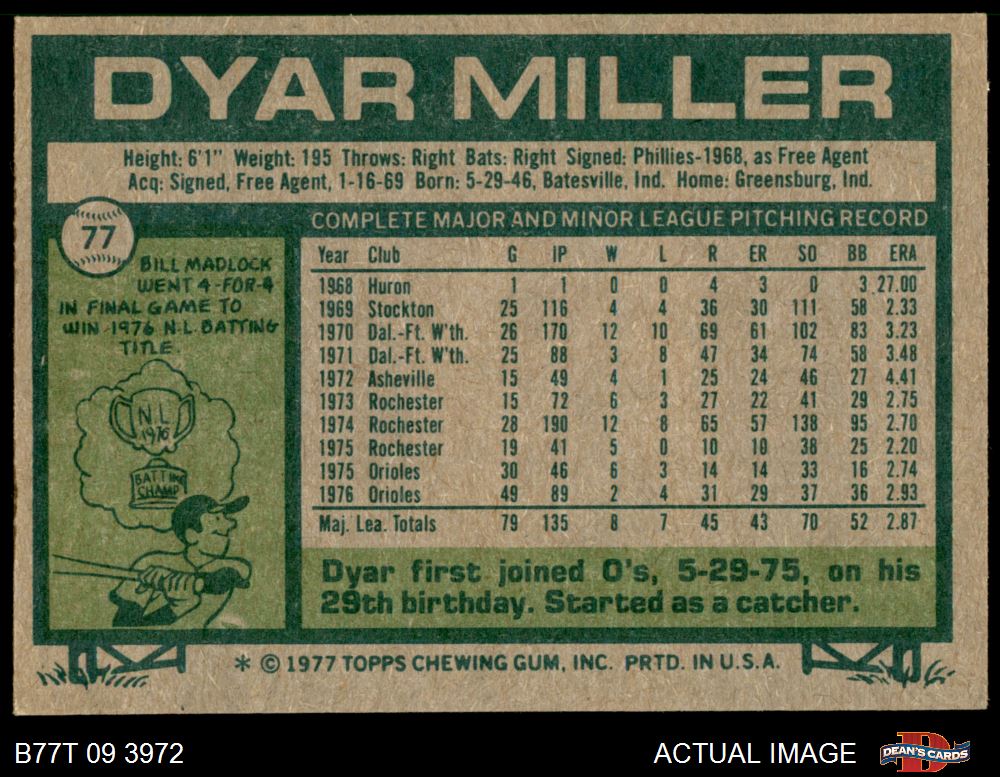 DYAR MILLER
Height: 6'1" Weight: 195 Throws: Right Bats: Right Signed: Phillies-1968, as Free Agent
Acq: Signed, Free Agent, 1-16-69 Born: 5-29-46, Batesville, Ind. Home: Greensburg, Ind.
77
BILL MADLOCK
WENT 4-FOR-4
IN FINAL GAME TO
WIN 1976 N.L. BATTING
TITLE.
N.L.
1976
BATTING
CHAMP
COMPLETE MAJOR AND MINOR LEAGUE PITCHING RECORD
Year Club G IP W L R ER SO BB ERA
1968 Huron 1 1 0 0 4 3 0 3 27.00
1969 Stockton 25 116 4 4 36 30 111 58 2.33
1970 Dal.-Ft. W'th. 26 170 12 10 69 61 102 83 3.23
1971 Dal.-Ft. W'th. 25 88 3 8 47 34 74 58 3.48
1972 Asheville 15 49 4 1 25 24 46 27 4.41
1973 Rochester 15 72 6 3 27 22 41 29 2.75
1974 Rochester 28 190 12 8 65 57 138 95 2.70
1975 Rochester 19 41 5 0 10 10 38 25 2.20
1975 Orioles 30 46 6 3 14 14 33 16 2.74
1976 Orioles 49 89 2 4 31 29 37 36 2.93
Maj. Lea. Totals 79 135 8 7 45 43 70 52 2.87
Dyar first joined O's, 5-29-75, on his
29th birthday. Started as a catcher.
* © 1977 TOPPS CHEWING GUM, INC. PRTD. IN U.S.A.
B77T 09 3972
ACTUAL IMAGE
DEAN'S CARDS